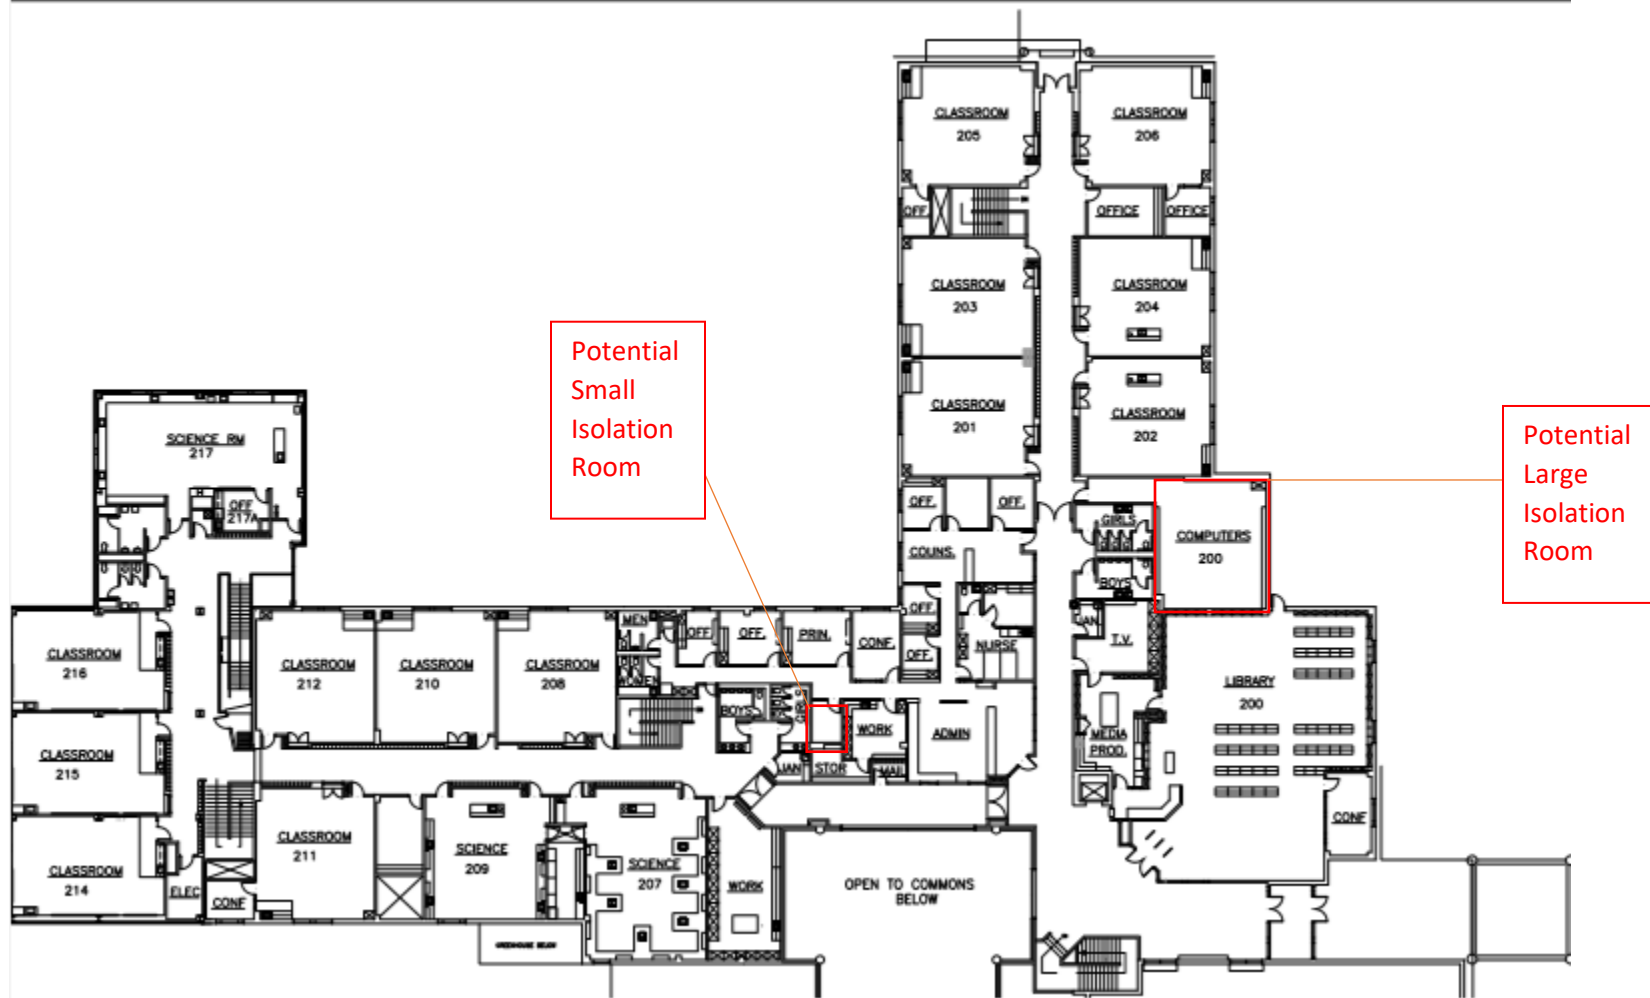 CLASSROOM
205
CLASSROOM
206
OFF.
OFFICE
OFFICE
CLASSROOM
203
CLASSROOM
204
CLASSROOM
201
CLASSROOM
202
Potential
Small
Isolation
Room
Potential
Large
Isolation
Room
SCIENCE RM
217
OFF
217A
OFF.
OFF.
GIRLS
COMPUTERS
200
COUNS.
BOYS
OFF.
OFF.
NURSE
JAN
T.V.
MEN
WOMEN
OFF.
OFF.
PRIN.
CONF.
CLASSROOM
216
CLASSROOM
212
CLASSROOM
210
CLASSROOM
208
LIBRARY
200
BOYS
WORK
ADMIN
MEDIA
PROD.
CLASSROOM
215
JAN
STOR
MAIL
CLASSROOM
211
SCIENCE
209
SCIENCE
207
CONF
CLASSROOM
214
ELEC
CONF
WORK
OPEN TO COMMONS
BELOW
GREENHOUSE BELOW